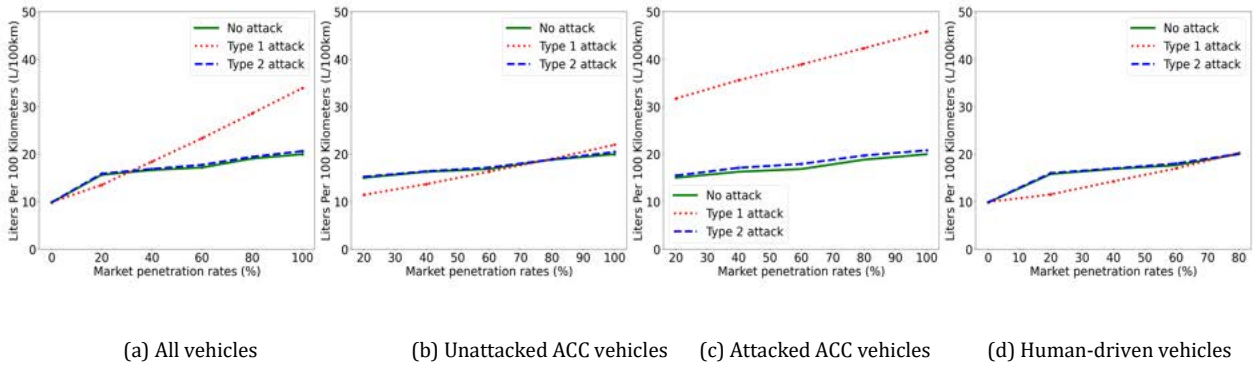 Liters Per 100 Kilometers (L/100km)
50
40
30
20
10
0
0 20 40 60 80 100
Market penetration rates (%)
No attack
Type 1 attack
Type 2 attack
(a) All vehicles
Liters Per 100 Kilometers (L/100km)
50
40
30
20
10
0
20 30 40 50 60 70 80 90 100
Market penetration rates (%)
No attack
Type 1 attack
Type 2 attack
(b) Unattacked ACC vehicles
Liters Per 100 Kilometers (L/100km)
50
40
30
20
10
0
20 30 40 50 60 70 80 90 100
Market penetration rates (%)
No attack
Type 1 attack
Type 2 attack
(c) Attacked ACC vehicles
Liters Per 100 Kilometers (L/100km)
50
40
30
20
10
0
0 10 20 30 40 50 60 70 80
Market penetration rates (%)
No attack
Type 1 attack
Type 2 attack
(d) Human-driven vehicles